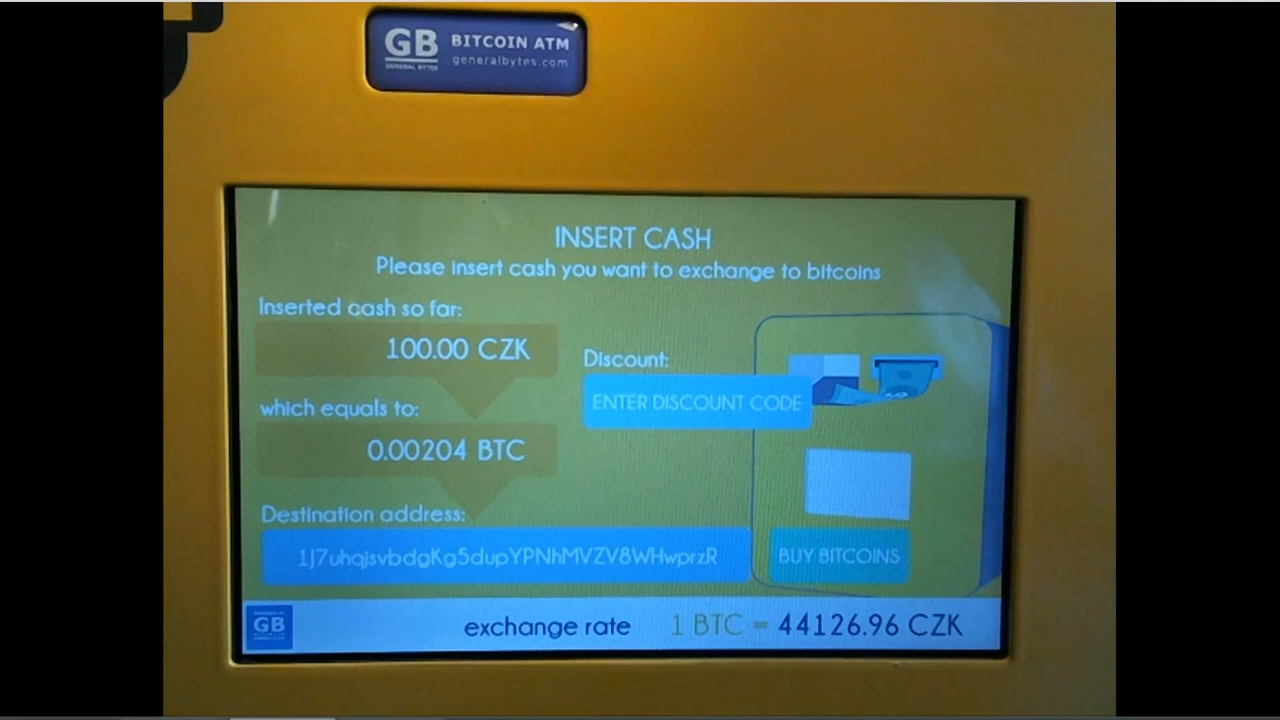 GB BITCOIN ATM
GENERAL BYTES generalbytes.com
INSERT CASH
Please insert cash you want to exchange to bitcoins
Inserted cash so far:
100.00 CZK
Discount:
ENTER DISCOUNT CODE
which equals to:
0.00204 BTC
Destination address:
1J7uhqjsvbdgKg5dupYPNhMVZV8WHwprzR
BUY BITCOINS
GB
exchange rate 1 BTC = 44126.96 CZK